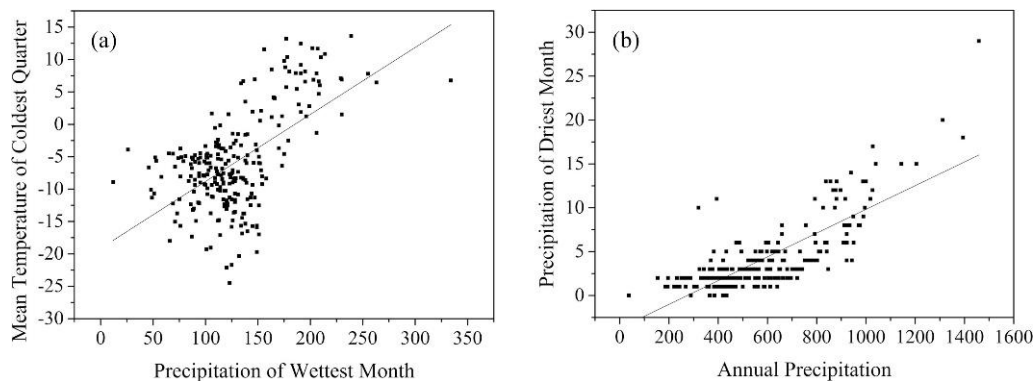 (a)
Mean Temperature of Coldest Quarter
15
10
5
0
-5
-10
-15
-20
-25
-30
0 50 100 150 200 250 300 350
Precipitation of Wettest Month
(b)
Precipitation of Driest Month
30
25
20
15
10
5
0
0 200 400 600 800 1000 1200 1400 1600
Annual Precipitation